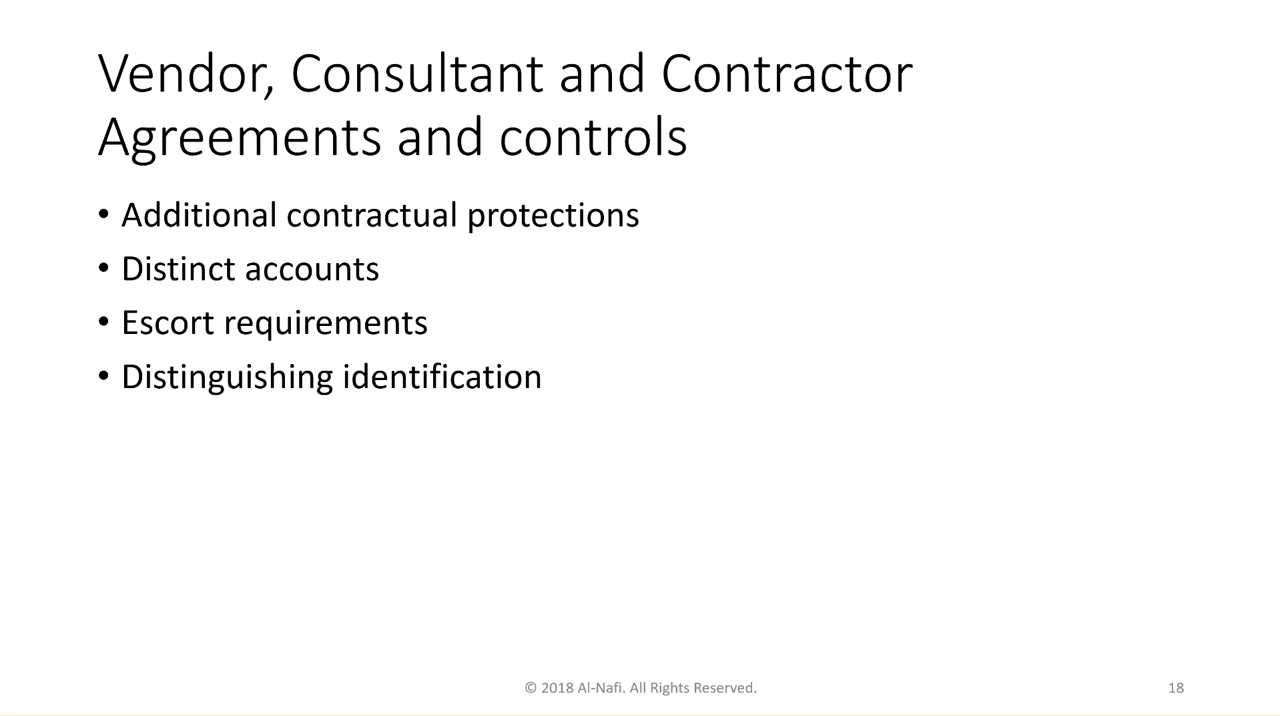 Vendor, Consultant and Contractor
Agreements and controls
• Additional contractual protections
• Distinct accounts
• Escort requirements
• Distinguishing identification
© 2018 Al-Nafi. All Rights Reserved.
18